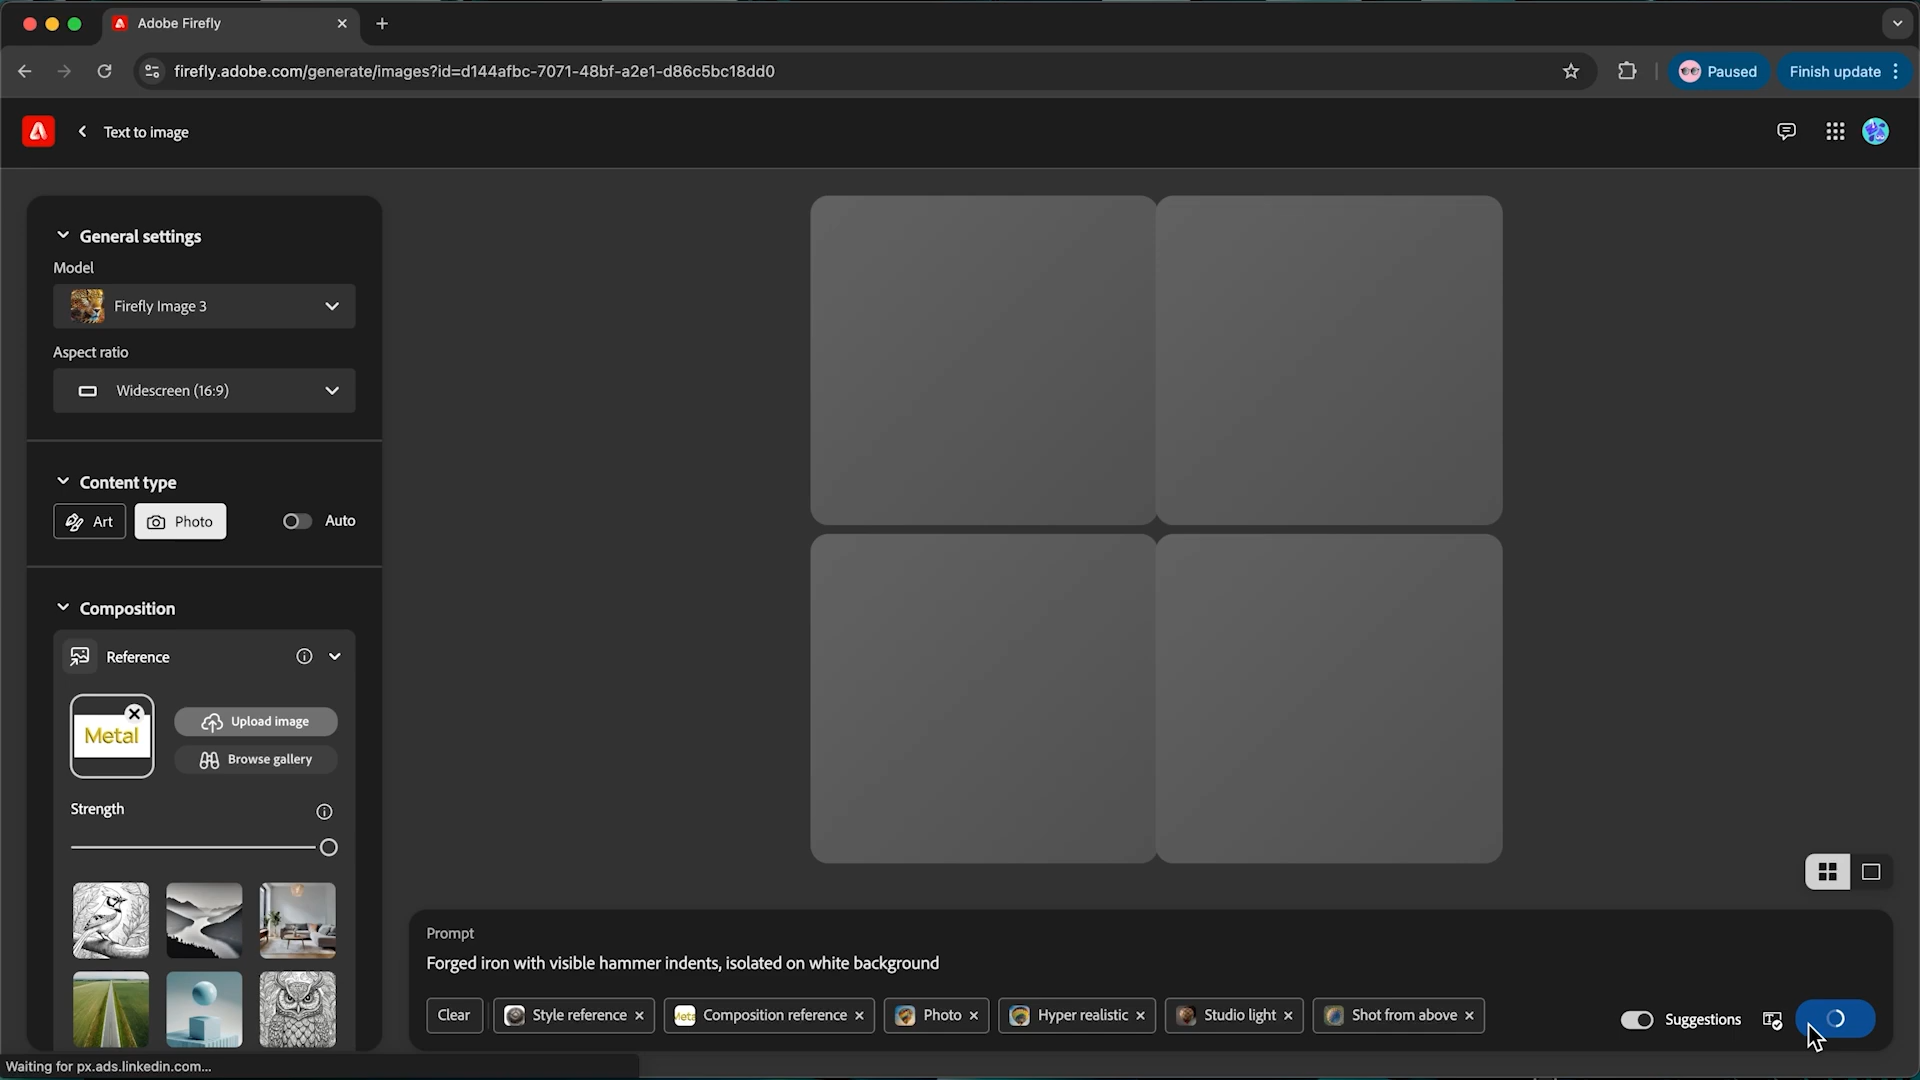 Adobe Firefly
firefly.adobe.com/generate/images?id=d144afbc-7071-48bf-a2e1-d86c5bc18dd0
Paused
Finish update
Text to image
General settings
Model
Firefly Image 3
Aspect ratio
Widescreen (16:9)
Content type
Art
Photo
Auto
Composition
Reference
Metal
Upload image
Browse gallery
Strength
Prompt
Forged iron with visible hammer indents, isolated on white background
Clear
Style reference
Metal
Composition reference
Photo
Hyper realistic
Studio light
Shot from above
Suggestions
Waiting for px.ads.linkedin.com...